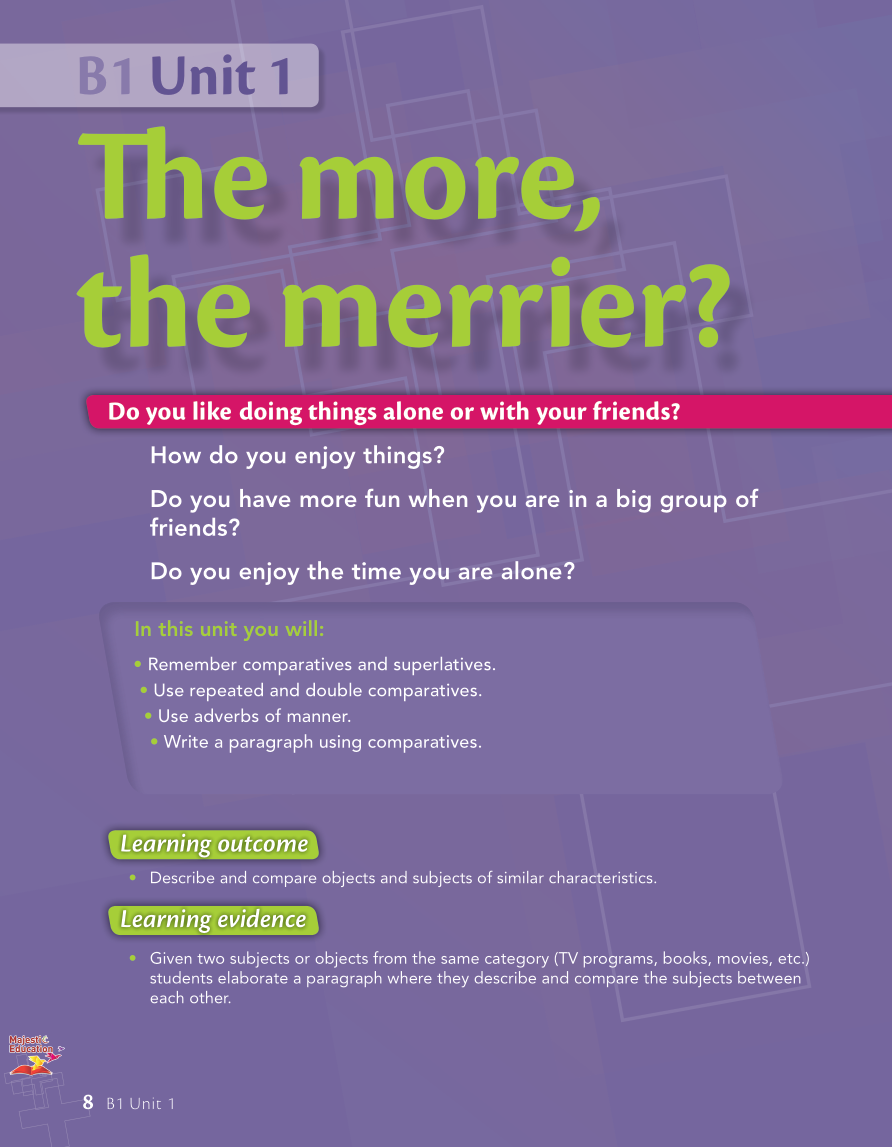 B1 Unit 1
The more,
the merrier?
Do you like doing things alone or with your friends?
How do you enjoy things?
Do you have more fun when you are in a big group of
friends?
Do you enjoy the time you are alone?
In this unit you will:
• Remember comparatives and superlatives.
• Use repeated and double comparatives.
• Use adverbs of manner.
• Write a paragraph using comparatives.
Learning outcome
• Describe and compare objects and subjects of similar characteristics.
Learning evidence
• Given two subjects or objects from the same category (TV programs, books, movies, etc.)
students elaborate a paragraph where they describe and compare the subjects between
each other.
Majestic
Education
8 B1 Unit 1